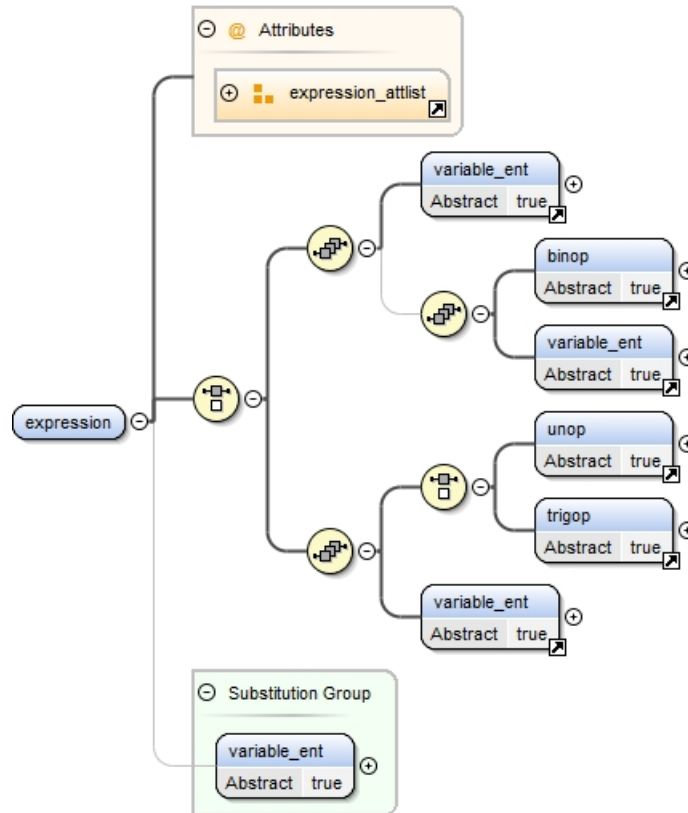 Attributes
expression_attlist
variable_ent
Abstract true
binop
Abstract true
variable_ent
Abstract true
expression
unop
Abstract true
trigop
Abstract true
variable_ent
Abstract true
Substitution Group
variable_ent
Abstract true